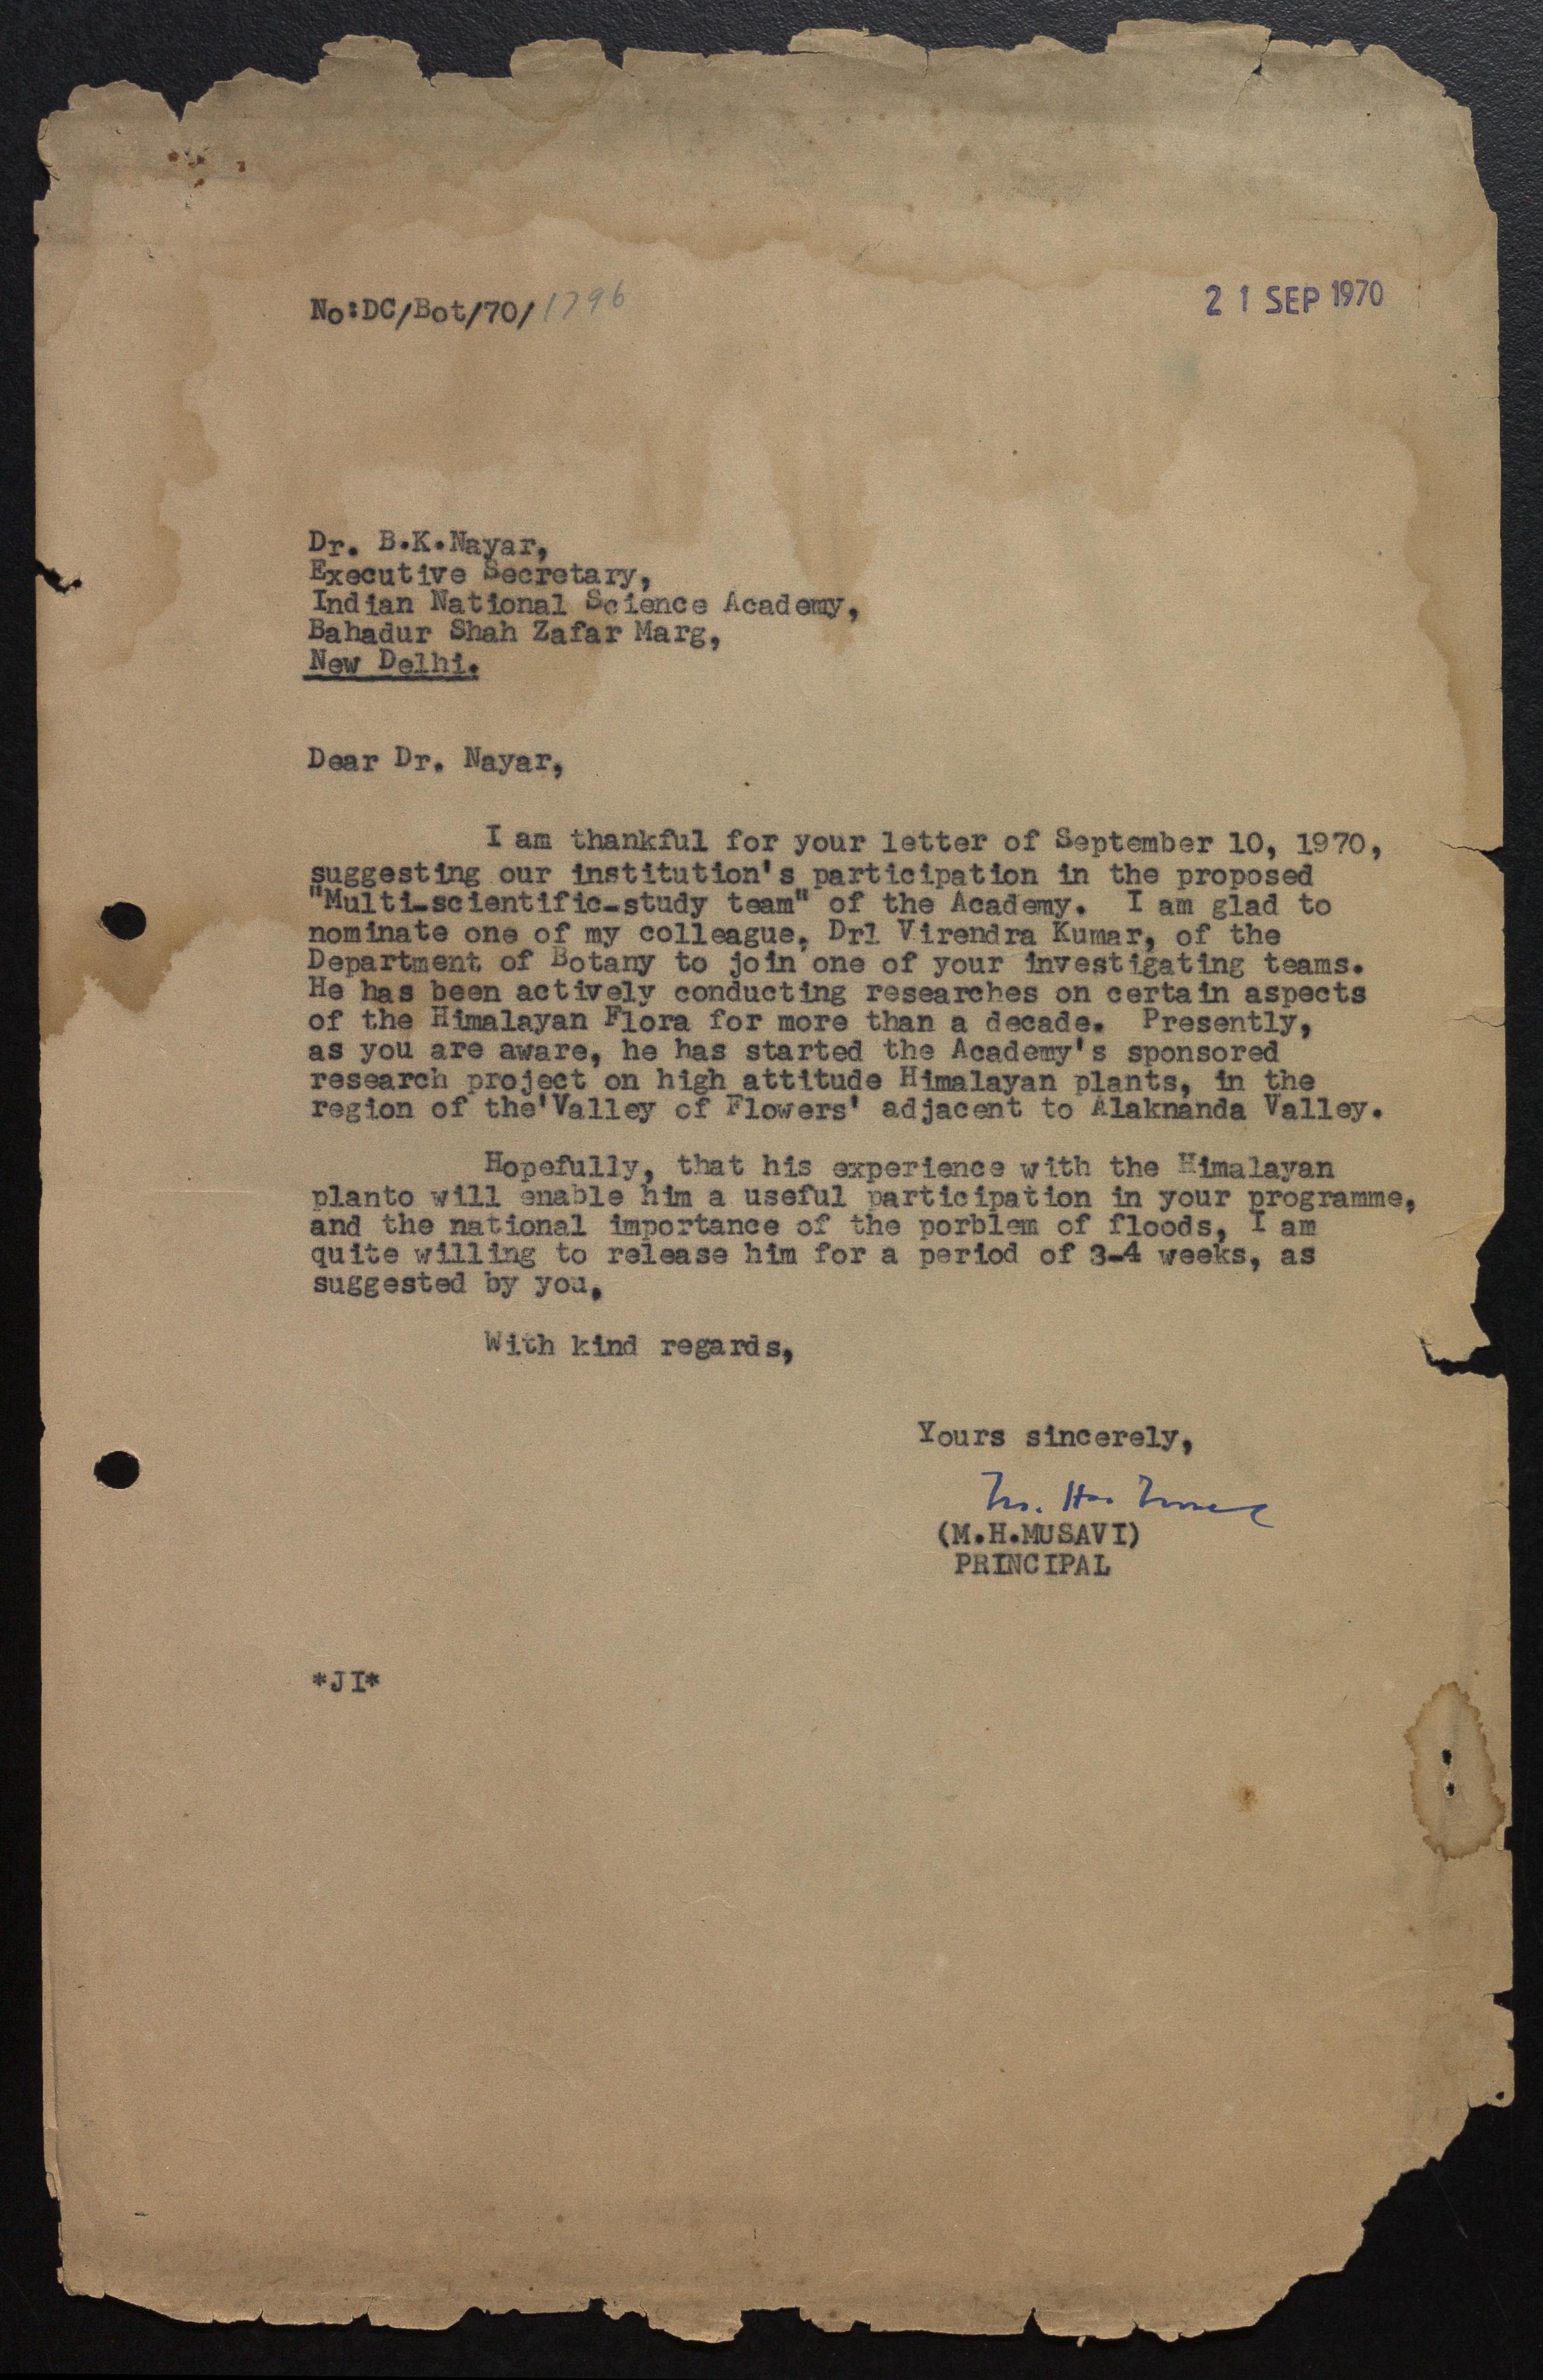 No:DC/Bot/70/1796
21 SEP 1970
Dr. B.K.Nayar,
Executive Secretary,
Indian National Science Academy,
Bahadur Shah Zafar Marg,
New Delhi.
Dear Dr. Nayar,
I am thankful for your letter of September 10, 1970,
suggesting our institution's participation in the proposed
"Multi-scientific-study team" of the Academy. I am glad to
nominate one of my colleague, Drl Virendra Kumar, of the
Department of Botany to join one of your investigating teams.
He has been actively conducting researches on certain aspects
of the Himalayan Flora for more than a decade. Presently,
as you are aware, he has started the Academy's sponsored
research project on high attitude Himalayan plants, in the
region of the'Valley of Flowers' adjacent to Alaknanda Valley.
Hopefully, that his experience with the Himalayan
planto will enable him a useful participation in your programme,
and the national importance of the porblem of floods, I am
quite willing to release him for a period of 3-4 weeks, as
suggested by you.
With kind regards,
Yours sincerely,
(M.H.MUSAVI)
PRINCIPAL
*JI*